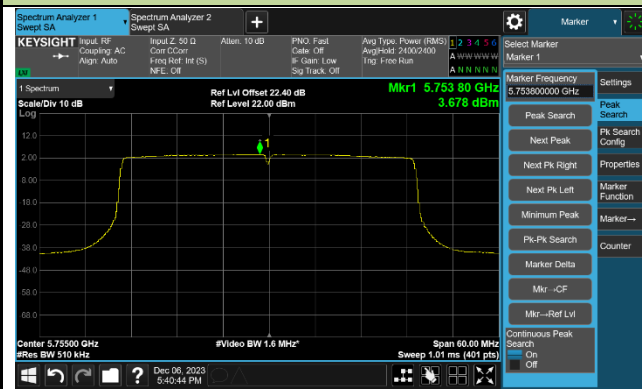 Spectrum Analyzer 1
Swept SA
Spectrum Analyzer 2
Swept SA
+
Marker
KEYSIGHT
Input: RF
Coupling: AC
Align: Auto
Input Z: 50 Ω
Corr CCorr
Freq Ref: Int (S)
NFE: Off
Atten: 10 dB
PNO: Fast
Gate: Off
IF Gain: Low
Sig Track: Off
Avg Type: Power (RMS)
Avg|Hold: 2400/2400
Trig: Free Run
1 2 3 4 5 6
A W W W W W
A N N N N N
Select Marker
Marker 1
1 Spectrum
Scale/Div 10 dB
Log
Ref Lvl Offset 22.40 dB
Ref Level 22.00 dBm
Mkr1 5.753 80 GHz
3.678 dBm
12.0
2.00
-8.00
-18.0
-28.0
-38.0
-48.0
-58.0
-68.0
1
Center 5.75500 GHz
#Res BW 510 kHz
#Video BW 1.6 MHz*
Span 60.00 MHz
Sweep 1.01 ms (401 pts)
Marker Frequency
5.753800000 GHz
Peak Search
Next Peak
Next Pk Right
Next Pk Left
Minimum Peak
Pk-Pk Search
Marker Delta
Mkr→CF
Mkr→Ref Lvl
Continuous Peak
Search
On
Off
Settings
Peak
Search
Pk Search
Config
Properties
Marker
Function
Marker→
Counter
?
Dec 06, 2023
5:40:44 PM